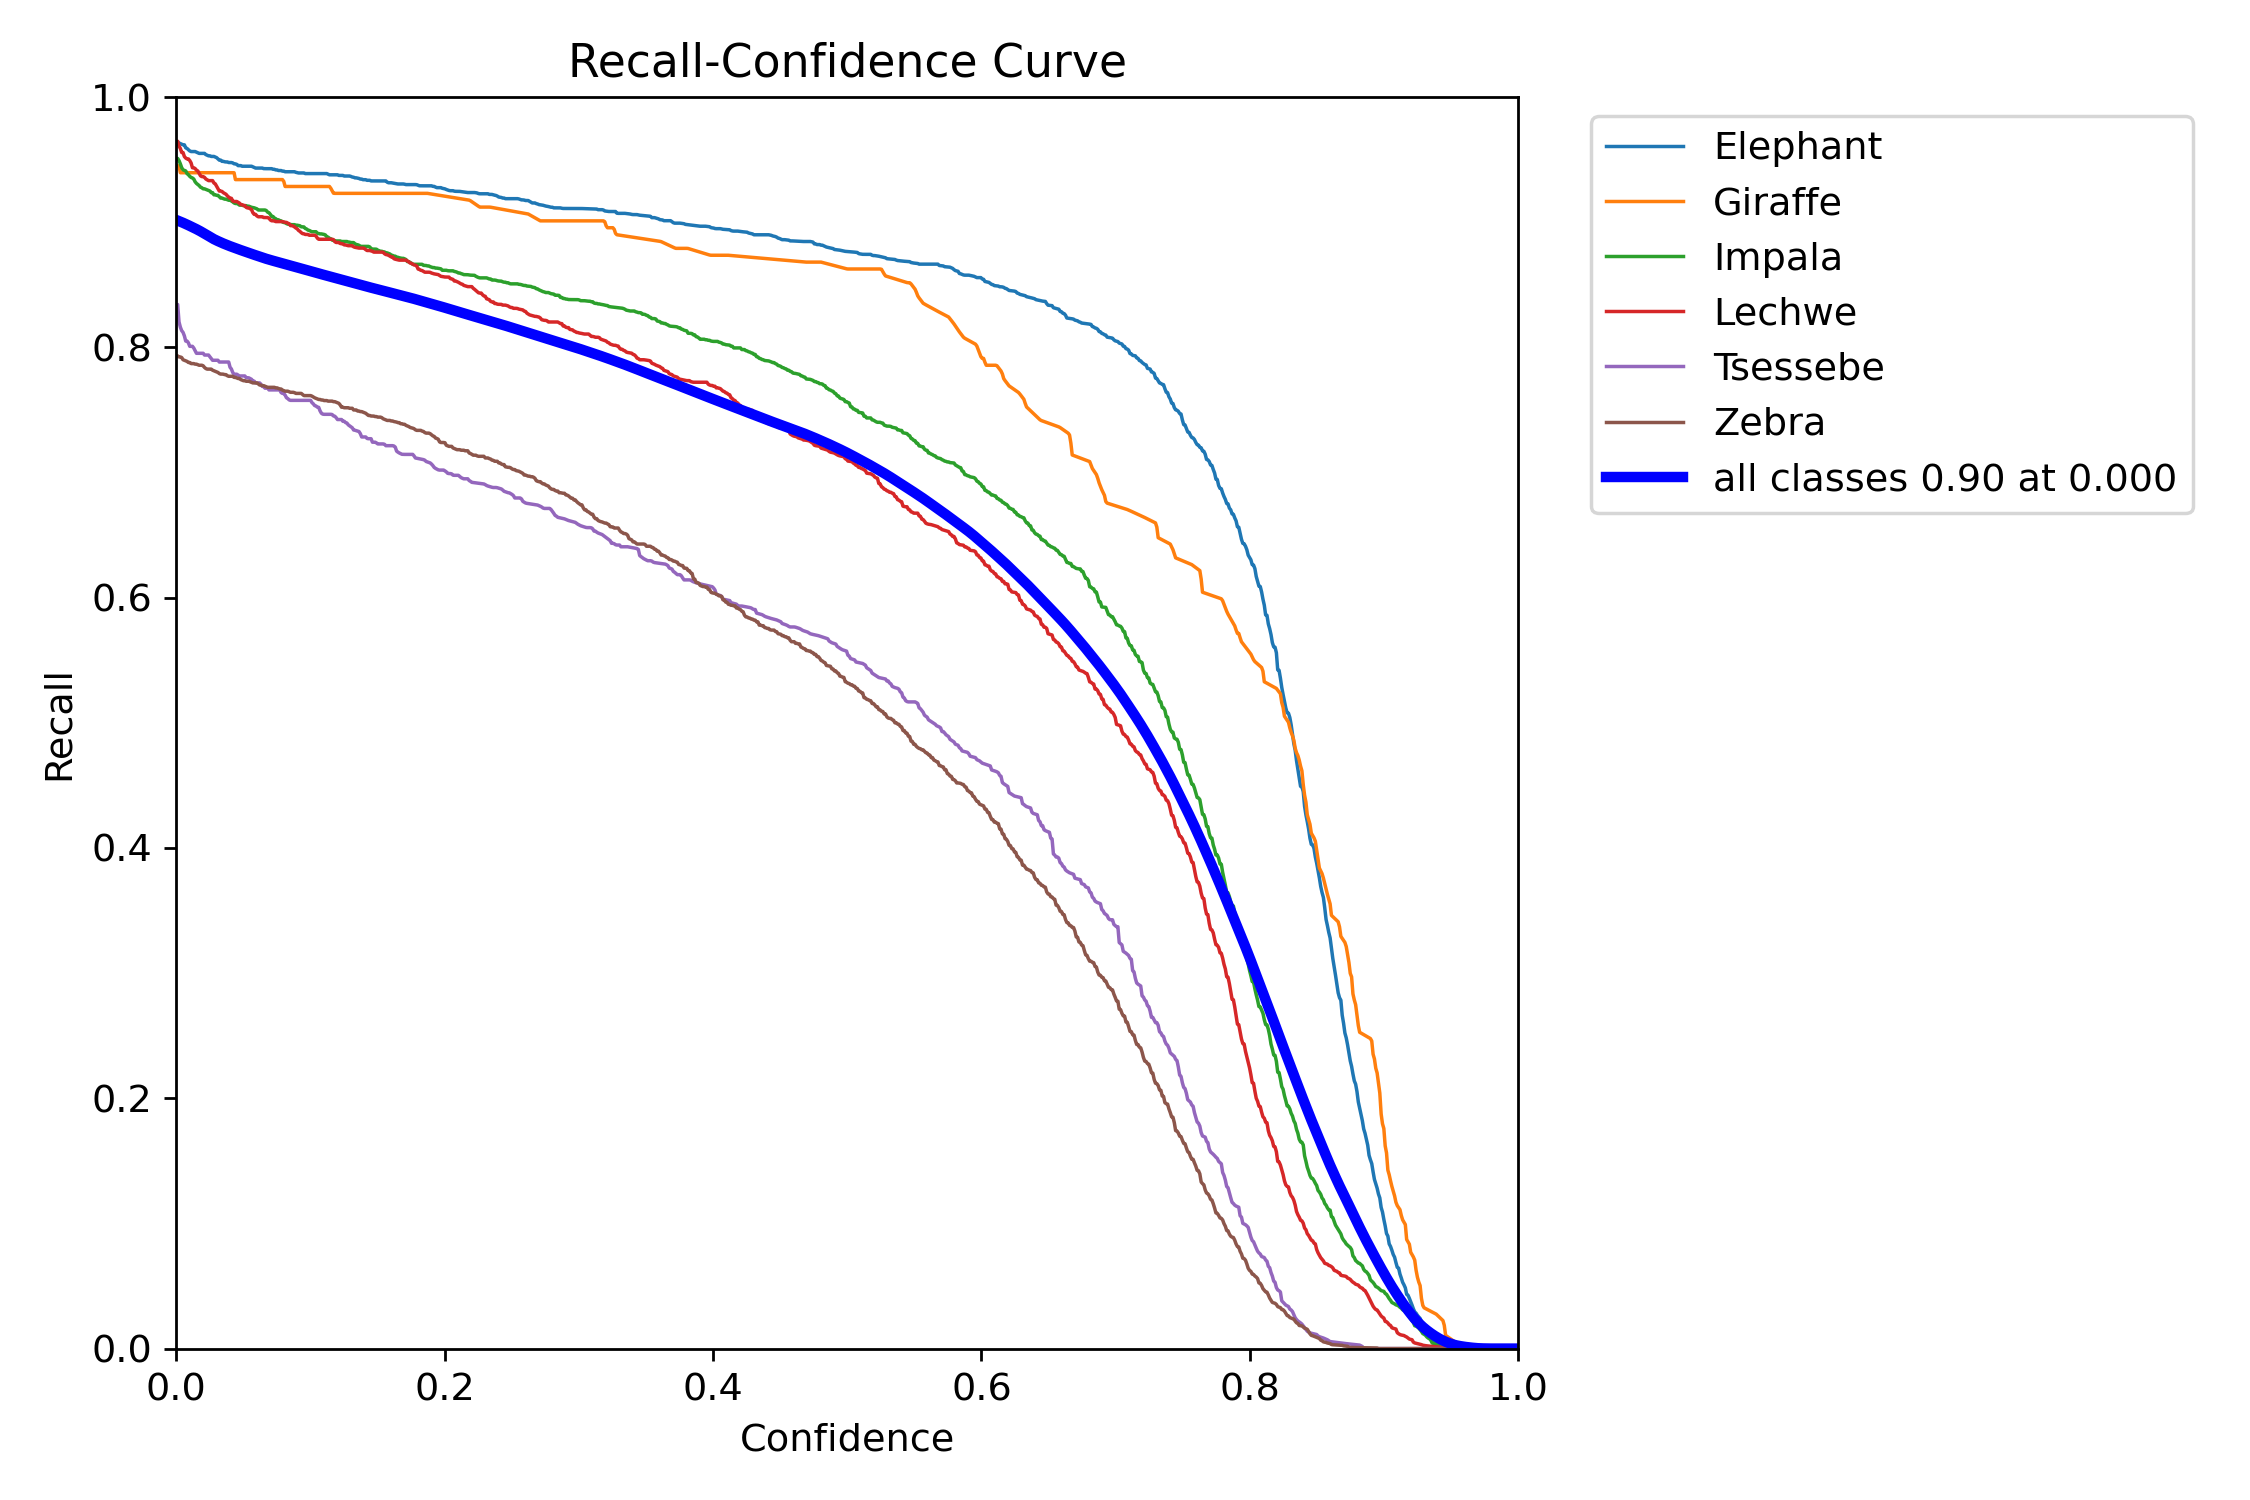 Recall-Confidence Curve
1.0
0.8
0.6
0.4
0.2
0.0
Recall
0.0 0.2 0.4 0.6 0.8 1.0
Confidence
Elephant
Giraffe
Impala
Lechwe
Tsessebe
Zebra
all classes 0.90 at 0.000